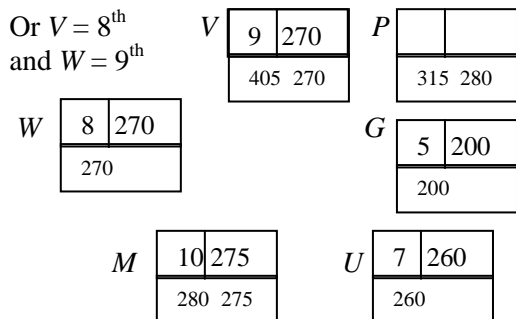 Or V = 8th
and W = 9th
V 9 270
405 270
P
315 280
W 8 270
270
G 5 200
200
M 10 275
280 275
U 7 260
260